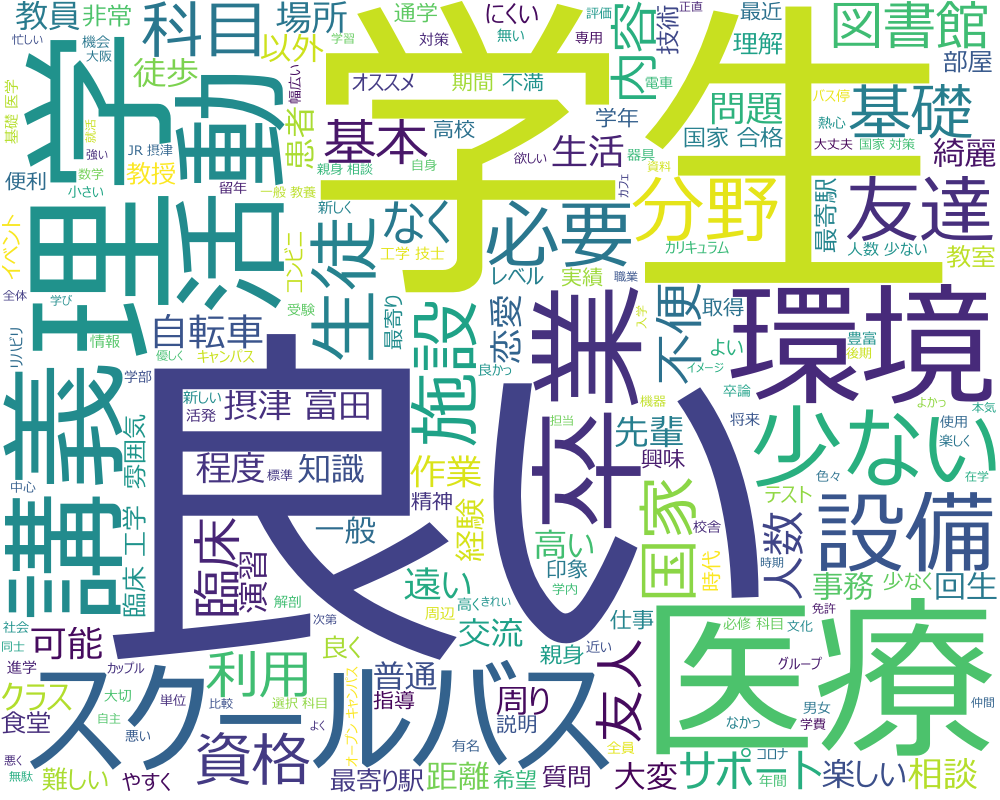 教員
非常
科目
場所
通学
にくい
評価
正直
最近
図書館
忙しい
機会
大阪
学習
以外
徒歩
学生
オススメ
対策
期間
不満
無い
内容
専用
技術
理解
電車
部屋
基礎 医学
就活
JR 摂津
強い
教授
数学
便利
小さい
留年
学
動
幅広い
患者
基本
高校
親身 相談
自身
一般 教養
学年
生活
欲しい
器具
問題
国家 合格
資料
カフェ
バス停
熱心
基礎
大丈夫
国家 対策
綺麗
イベント
理
活
コンビニ
新しく
生徒
なく
工学 技士
必要
分野
カリキュラム
最寄駅
友達
人数 少ない
教室
全体
学び
受験
レベル
実績
職業
リハビリ
情報
優しく
キャンパス
自転車
最寄り
恋愛
良かっ
卒業
入学
不便
取得
イメージ
よい
豊富
後期
環境
講義
学部
新しい
活発
摂津 富田
良い
施設
担当
機器
先輩
興味
将来
卒論
よかっ
本気
使用
楽しく
少ない
雰囲気
中心
程度
標準
知識
作業
精神
経験
国家
校舎
時代
人数
テスト
色々
在学
設備
臨床 工学
臨床
演習
一般
高い
印象
学内
時期
解剖
遠い
周辺
高く
きれい
事務
少なく
回生
社会
同士
可能
次第
良く
交流
仕事
近い
親身
必修 科目
文化
免許
医療
進学
カップル
クラス
大切
単位
利用
比較
選択 科目
普通
指導
周り
説明
友人
グループ
男女
学費
仲間
食堂
自主
悪い
スクールバス
よく
オープン キャンパス
有名
全員
なかっ
悪く
無駄
難しい
やすく
資格
最寄り駅
距離
希望
質問
大変
サポート
コロナ
年間
楽しい
相談